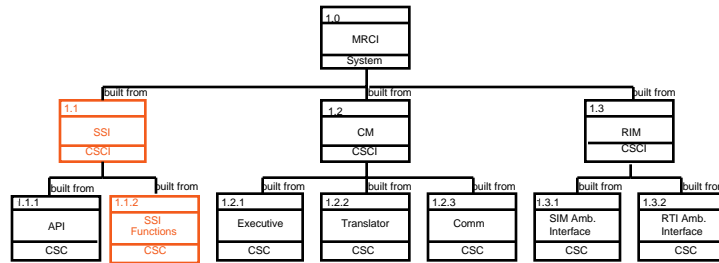 1.0
MRCI
System
built from
built from
built from
1.1
SSI
CSCI
1.2
CM
CSCI
1.3
RIM
CSCI
built from
built from
built from
built from
built from
built from
built from
I.1.1
API
CSC
1.1.2
SSI
Functions
CSC
1.2.1
Executive
CSC
1.2.2
Translator
CSC
1.2.3
Comm
CSC
1.3.1
SIM Amb.
Interface
CSC
1.3.2
RTI Amb.
Interface
CSC